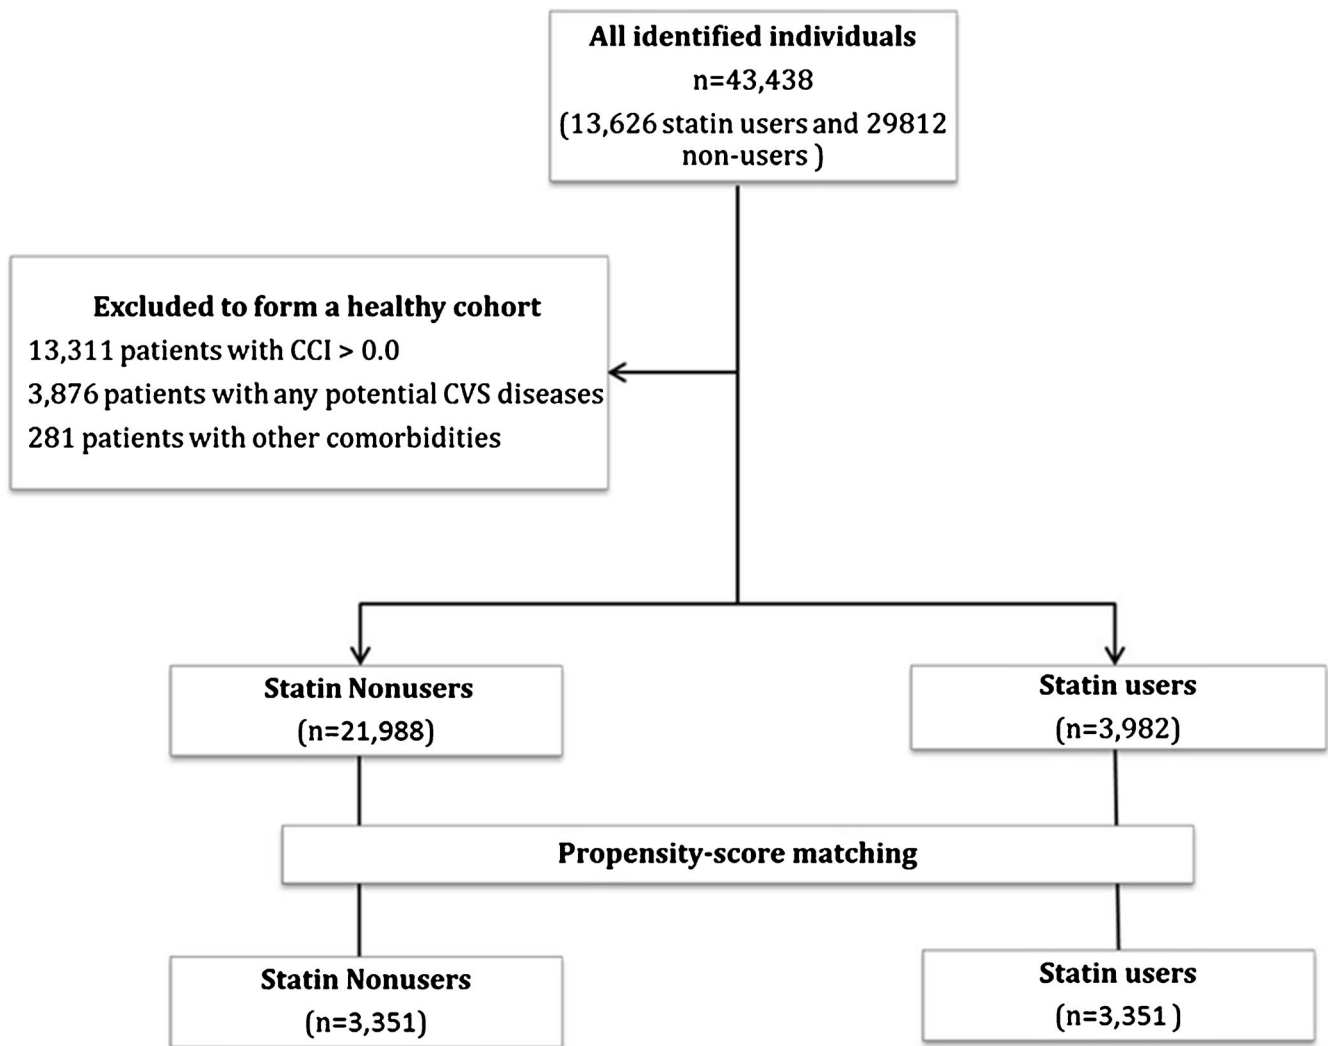 All identified individuals
n=43,438
(13,626 statin users and 29812
non-users )
Excluded to form a healthy cohort
13,311 patients with CCI > 0.0
3,876 patients with any potential CVS diseases
281 patients with other comorbidities
Statin Nonusers
(n=21,988)
Statin users
(n=3,982)
Propensity-score matching
Statin Nonusers
(n=3,351)
Statin users
(n=3,351 )